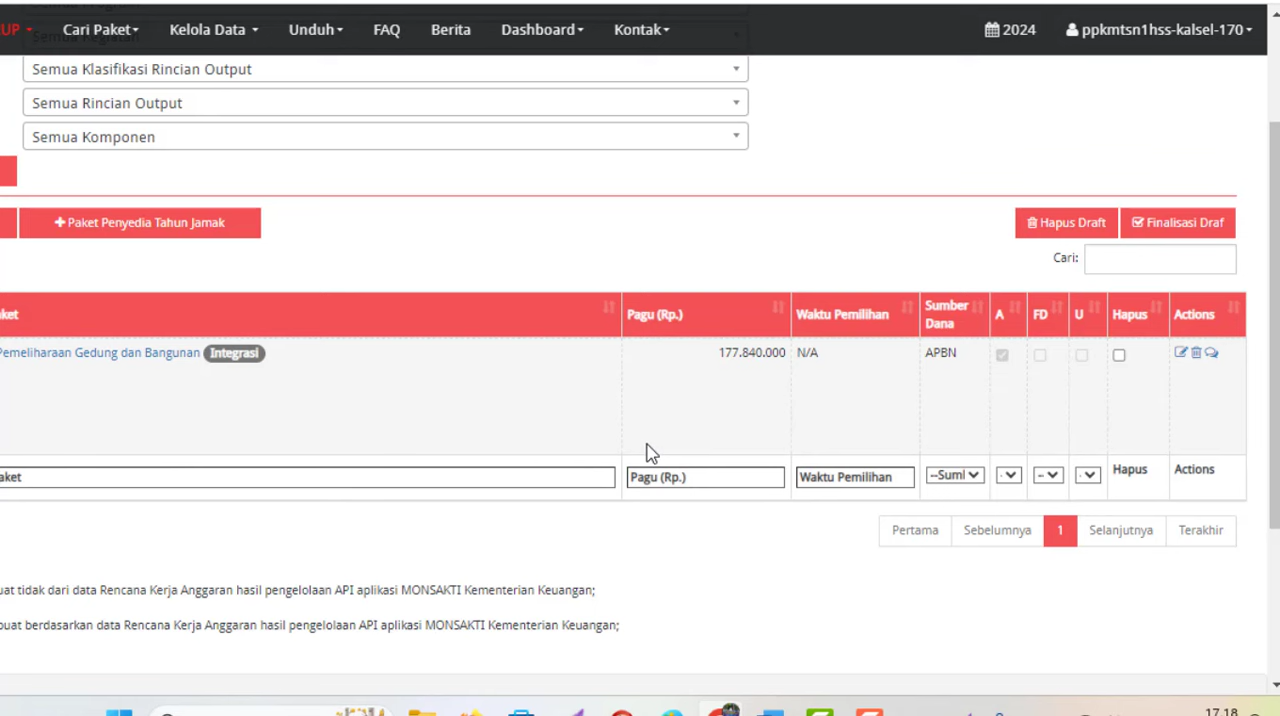 UP Cari Paket Kelola Data Unduh FAQ Berita Dashboard Kontak 2024 ppkmtsn1hss-kalsel-170
Semua Klasifikasi Rincian Output
Semua Rincian Output
Semua Komponen
Paket Penyedia Tahun Jamak Hapus Draft Finalisasi Draf
Cari:
aket Pagu (Rp.) Waktu Pemilihan Sumber Dana A FD U Hapus Actions
Pemeliharaan Gedung dan Bangunan Integrasi 177.840.000 N/A APBN
aket Pagu (Rp.) Waktu Pemilihan --Suml Hapus Actions
Pertama Sebelumnya 1 Selanjutnya Terakhir
uat tidak dari data Rencana Kerja Anggaran hasil pengelolaan API aplikasi MONSAKTI Kementerian Keuangan;
buat berdasarkan data Rencana Kerja Anggaran hasil pengelolaan API aplikasi MONSAKTI Kementerian Keuangan;
17.18